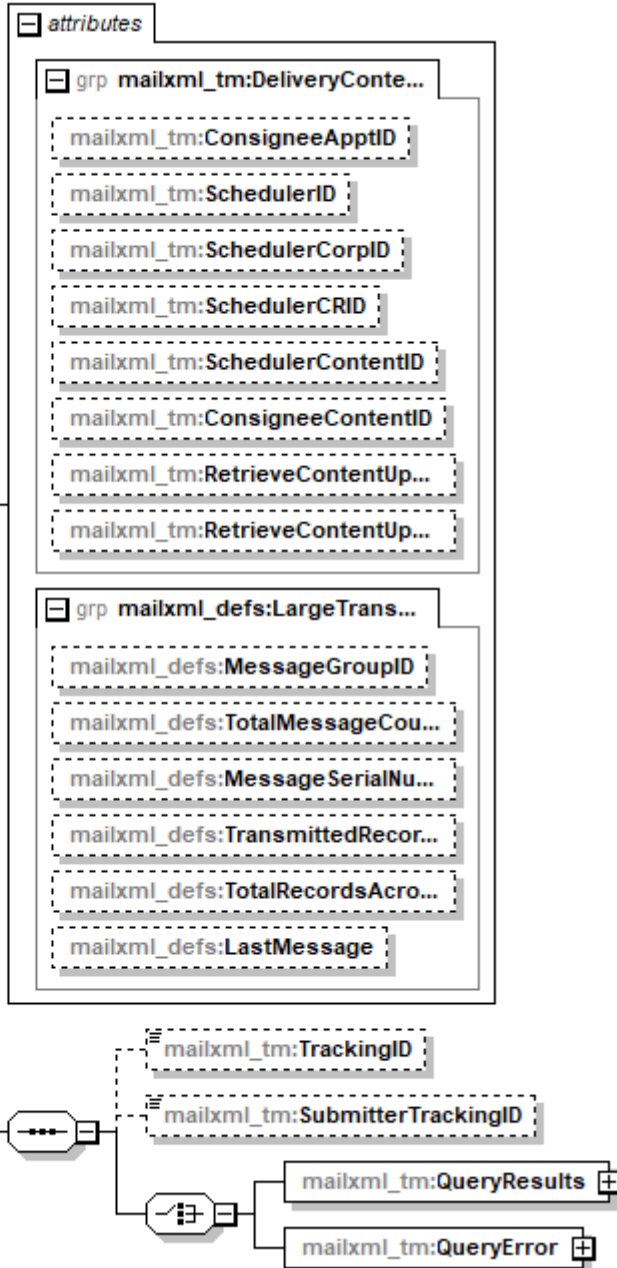 attributes
grp mailxml_tm:DeliveryConte...
mailxml_tm:ConsigneeApptID
mailxml_tm:SchedulerID
mailxml_tm:SchedulerCorpID
mailxml_tm:SchedulerCRID
mailxml_tm:SchedulerContentID
mailxml_tm:ConsigneeContentID
mailxml_tm:RetrieveContentUp...
mailxml_tm:RetrieveContentUp...
grp mailxml_defs:LargeTrans...
mailxml_defs:MessageGroupID
mailxml_defs:TotalMessageCou...
mailxml_defs:MessageSerialNu...
mailxml_defs:TransmittedRecor...
mailxml_defs:TotalRecordsAcro...
mailxml_defs:LastMessage
mailxml_tm:TrackingID
mailxml_tm:SubmitterTrackingID
mailxml_tm:QueryResults
mailxml_tm:QueryError